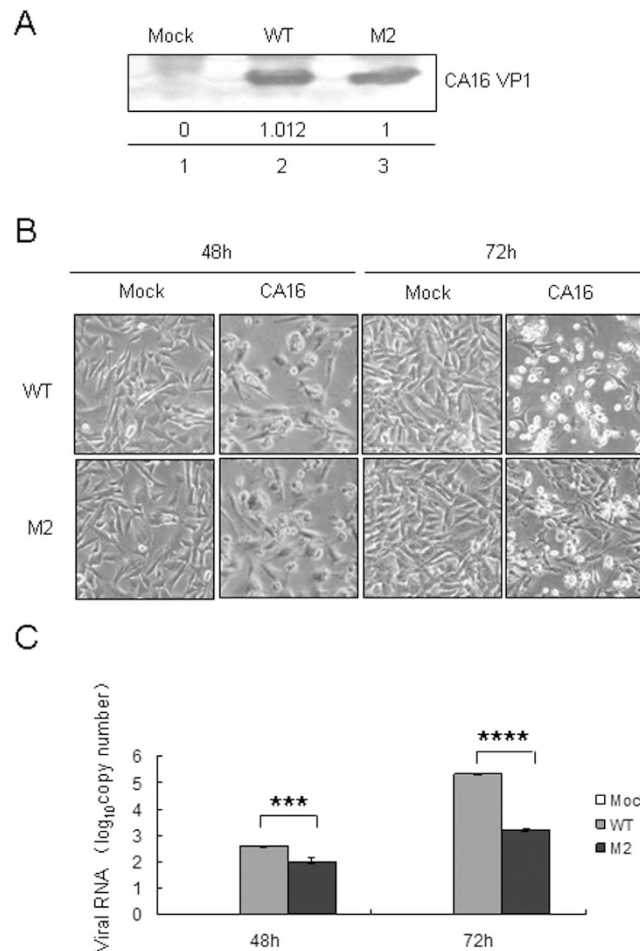 A
Mock WT M2
CA16 VP1
0 1.012 1
1 2 3
B
48h 72h
Mock CA16 Mock CA16
WT
M2
C
Viral RNA (log10copy number)
6
5
4
3
2
1
0
*** ****
Moc
WT
M2
48h 72h